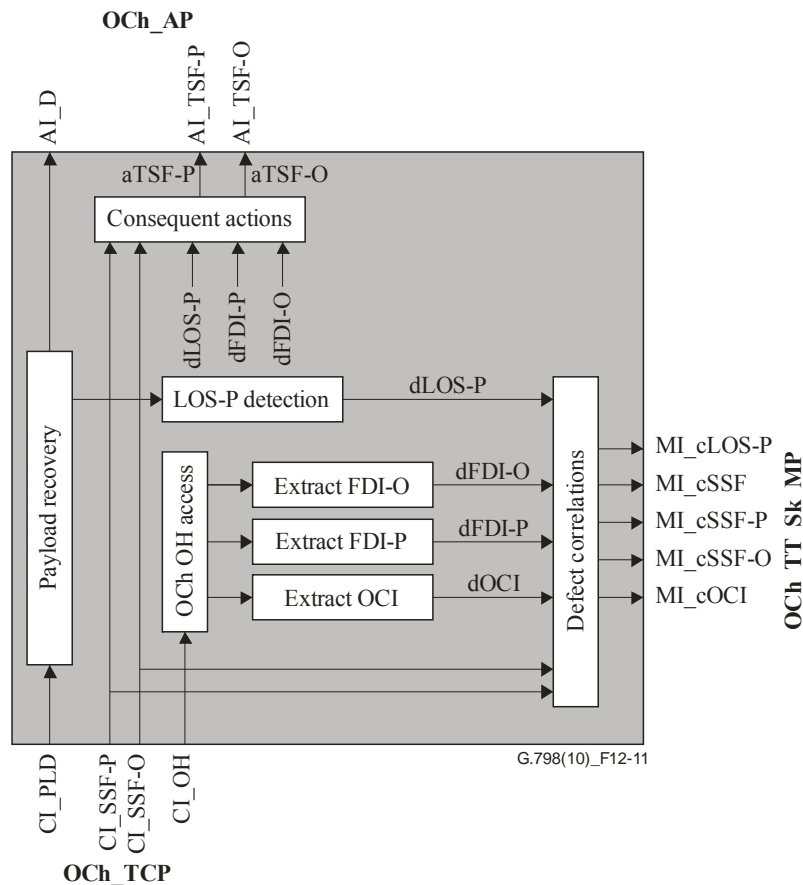 OCh_AP
AI_D
AI_TSF-P
AI_TSF-O
aTSF-P
aTSF-O
Consequent actions
dLOS-P
dFDI-P
dFDI-O
Payload recovery
LOS-P detection
dLOS-P
OCh OH access
Extract FDI-O
dFDI-O
Extract FDI-P
dFDI-P
Extract OCI
dOCI
Defect correlations
MI_cLOS-P
MI_cSSF
MI_cSSF-P
MI_cSSF-O
MI_cOCI
OCh_TT_Sk_MP
G.798(10)_F12-11
CI_PLD
CI_SSF-P
CI_SSF-O
CI_OH
OCh_TCP